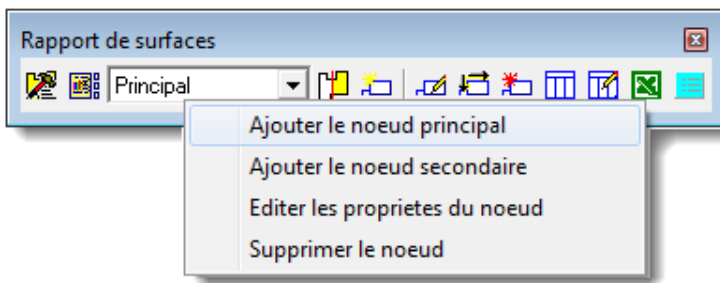 Rapport de surfaces
Principal
Ajouter le noeud principal
Ajouter le noeud secondaire
Editer les proprietes du noeud
Supprimer le noeud